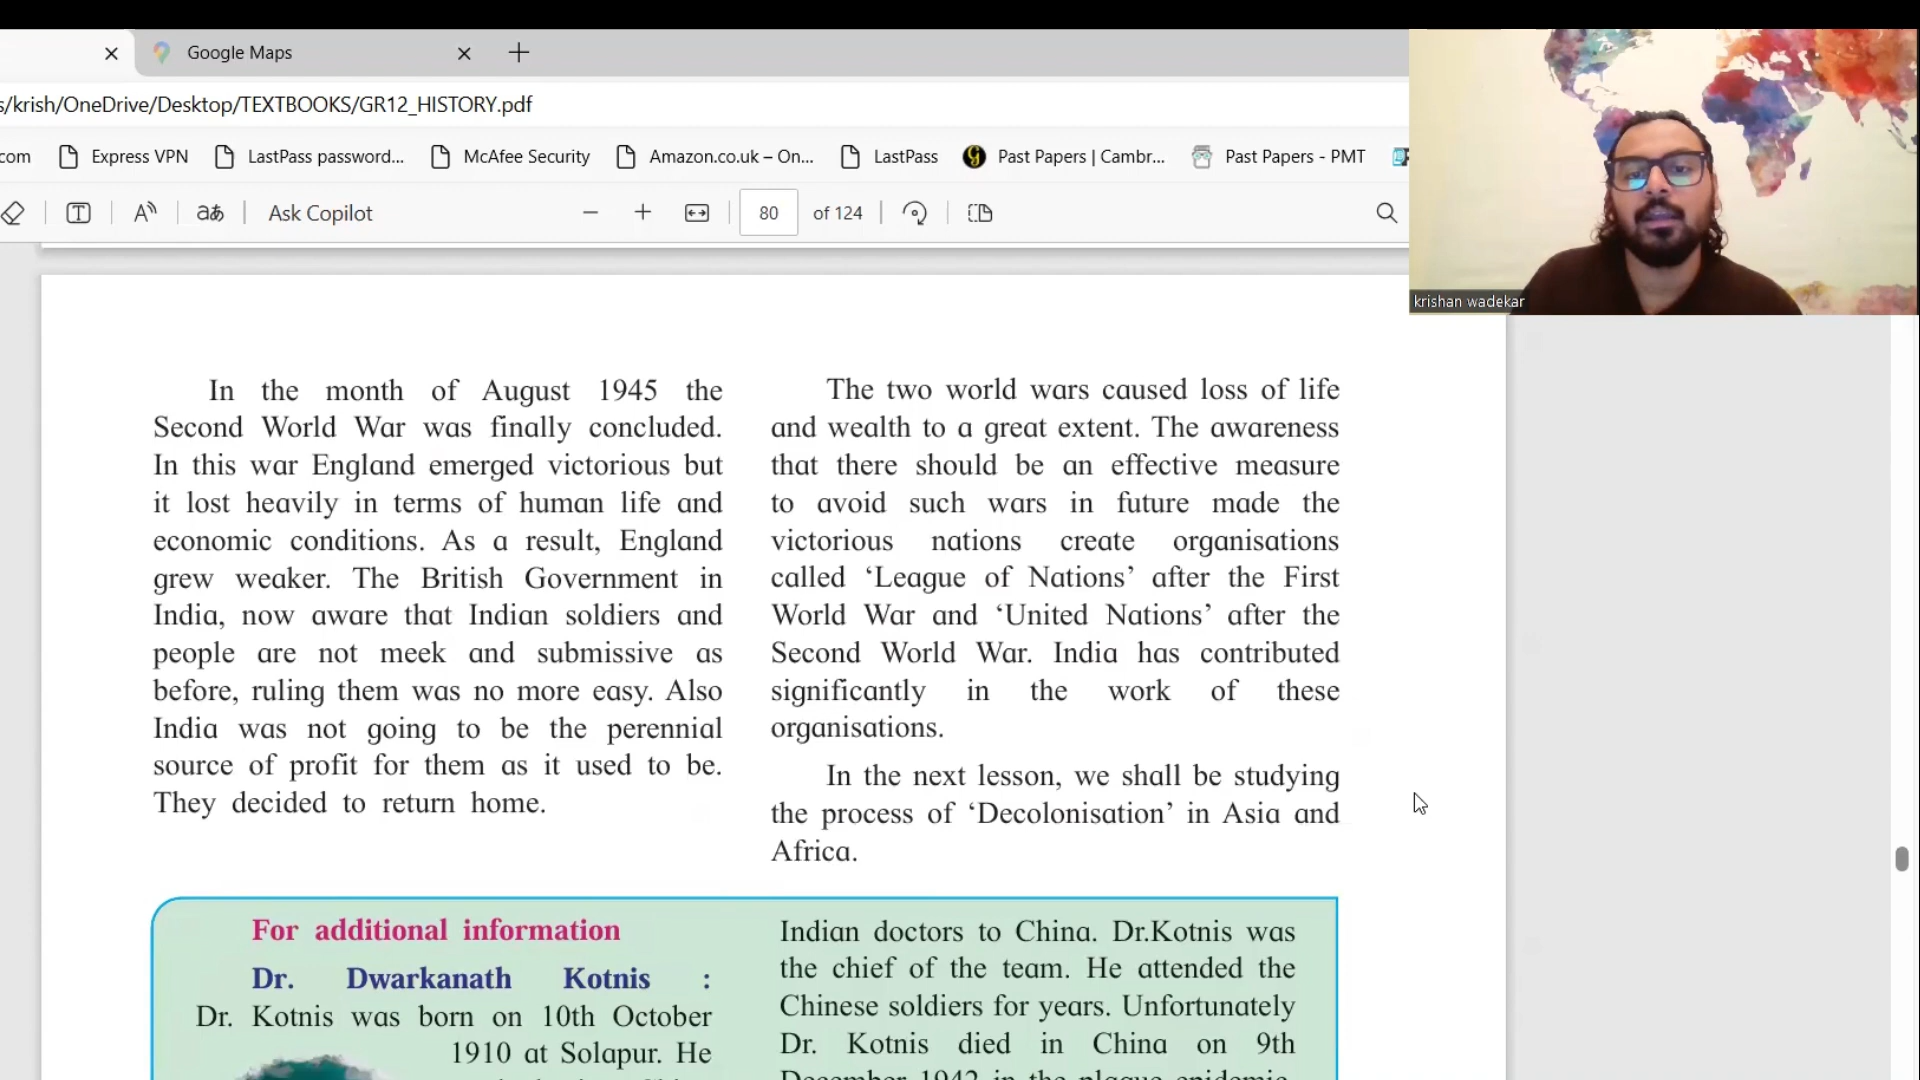 Google Maps
s/krish/OneDrive/Desktop/TEXTBOOKS/GR12_HISTORY.pdf
com Express VPN LastPass password... McAfee Security Amazon.co.uk – On... LastPass Past Papers | Cambr... Past Papers - PMT
Ask Copilot 80 of 124
krishan wadekar
In the month of August 1945 the
Second World War was finally concluded.
In this war England emerged victorious but
it lost heavily in terms of human life and
economic conditions. As a result, England
grew weaker. The British Government in
India, now aware that Indian soldiers and
people are not meek and submissive as
before, ruling them was no more easy. Also
India was not going to be the perennial
source of profit for them as it used to be.
They decided to return home.
The two world wars caused loss of life
and wealth to a great extent. The awareness
that there should be an effective measure
to avoid such wars in future made the
victorious nations create organisations
called ‘League of Nations’ after the First
World War and ‘United Nations’ after the
Second World War. India has contributed
significantly in the work of these
organisations.
In the next lesson, we shall be studying
the process of ‘Decolonisation’ in Asia and
Africa.
For additional information
Dr. Dwarkanath Kotnis :
Dr. Kotnis was born on 10th October
1910 at Solapur. He
Indian doctors to China. Dr.Kotnis was
the chief of the team. He attended the
Chinese soldiers for years. Unfortunately
Dr. Kotnis died in China on 9th
December 1942 in the plague epidemic.